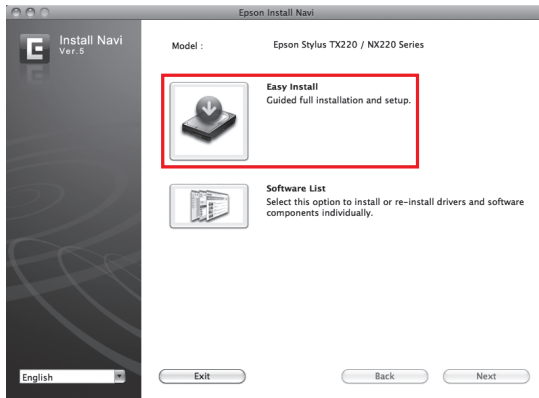 Epson Install Navi
Install Navi
Ver.5
Model :
Epson Stylus TX220 / NX220 Series
Easy Install
Guided full installation and setup.
Software List
Select this option to install or re-install drivers and software
components individually.
English
Exit
Back
Next